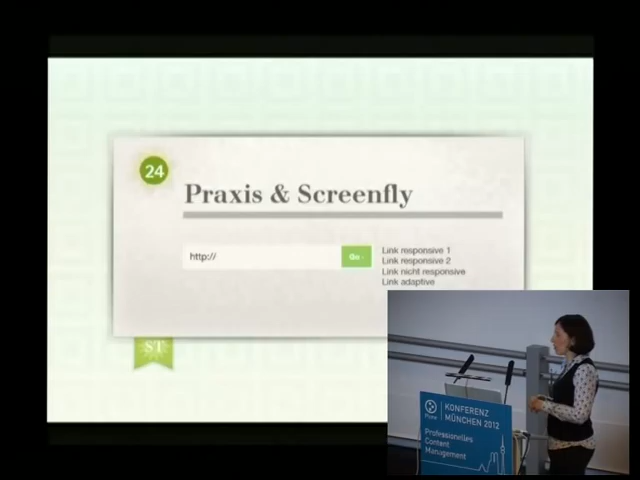 24
Praxis & Screenfly
http://
Go
Link responsive 1
Link responsive 2
Link nicht responsive
Link adaptive
ST
KONFERENZ
MÜNCHEN 2012
Professionelles
Content
Management